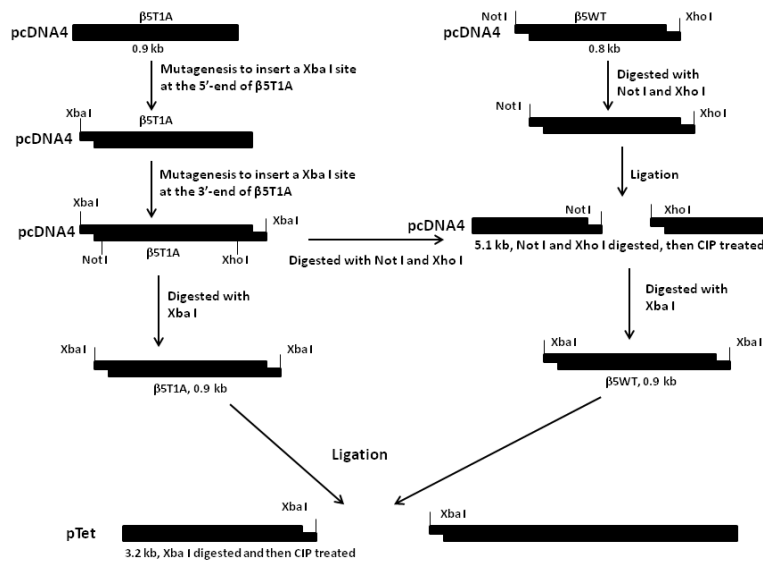 β5T1A
pcDNA4
0.9 kb
Mutagenesis to insert a Xba I site
at the 5'-end of β5T1A
Xba I
β5T1A
pcDNA4
Mutagenesis to insert a Xba I site
at the 3'-end of β5T1A
Xba I
Xba I
pcDNA4
Not I
β5T1A
Xho I
Digested with Not I and Xho I
Digested with
Xba I
Xba I
Xba I
β5T1A, 0.9 kb
Not I
β5WT
Xho I
pcDNA4
0.8 kb
Digested with
Not I and Xho I
Not I
Xho I
Ligation
pcDNA4
Not I
Xho I
5.1 kb, Not I and Xho I digested, then CIP treated
Digested with
Xba I
Xba I
Xba I
β5WT, 0.9 kb
Ligation
Xba I
Xba I
pTet
3.2 kb, Xba I digested and then CIP treated